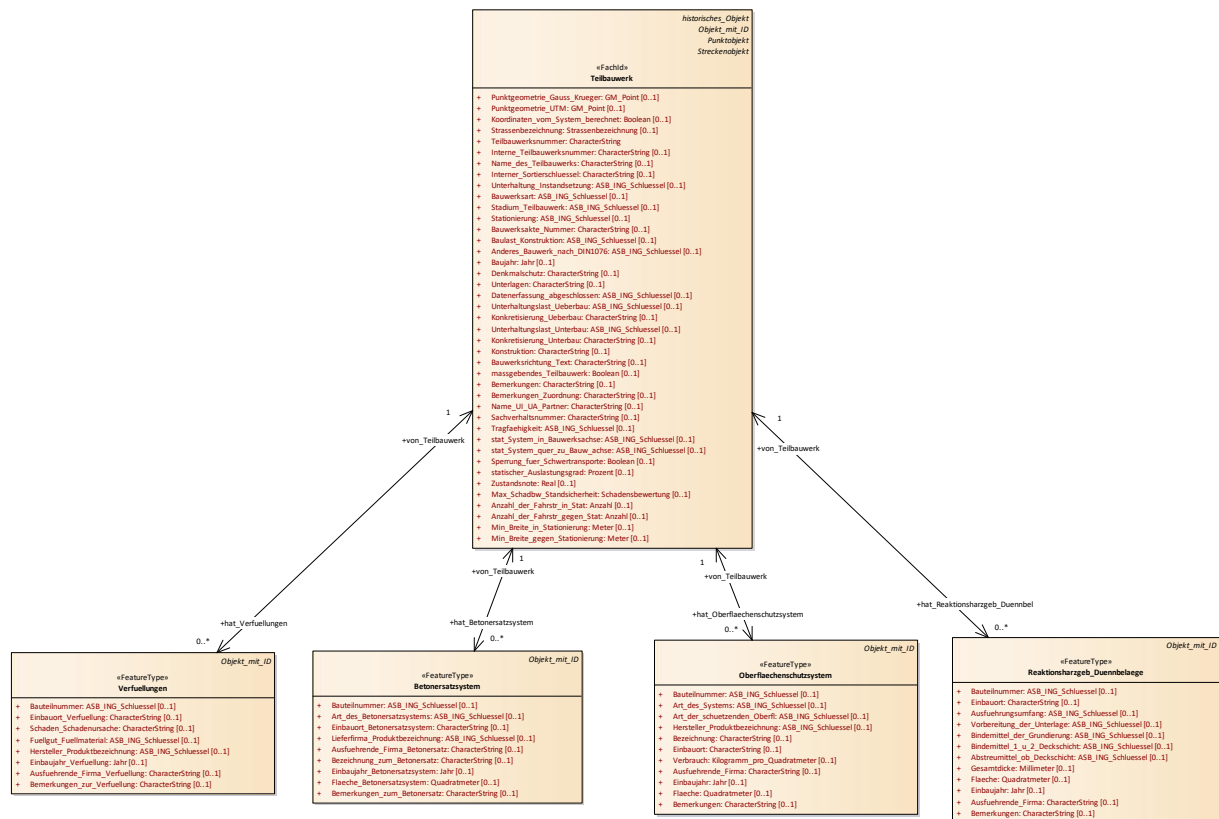 historisches_Objekt
Objekt_mit_ID
Punktobjekt
Streckenobjekt
«FachId»
Teilbauwerk
+ Punktgeometrie_Gauss_Krueger: GM_Point [0..1]
+ Punktgeometrie_UTM: GM_Point [0..1]
+ Koordinaten_vom_System_berechnet: Boolean [0..1]
+ Strassenbezeichnung: Strassenbezeichnung [0..1]
+ Teilbauwerksnummer: CharacterString
+ Interne_Teilbauwerksnummer: CharacterString [0..1]
+ Name_des_Teilbauwerks: CharacterString [0..1]
+ Interner_Sortierschluessel: CharacterString [0..1]
+ Unterhaltung_Instandsetzung: ASB_ING_Schluessel [0..1]
+ Bauwerksart: ASB_ING_Schluessel [0..1]
+ Stadium_Teilbauwerk: ASB_ING_Schluessel [0..1]
+ Stationierung: ASB_ING_Schluessel [0..1]
+ Bauwerksakte_Nummer: CharacterString [0..1]
+ Baulast_Konstruktion: ASB_ING_Schluessel [0..1]
+ Anderes_Bauwerk_nach_DIN1076: ASB_ING_Schluessel [0..1]
+ Baujahr: Jahr [0..1]
+ Denkmalschutz: CharacterString [0..1]
+ Unterlagen: CharacterString [0..1]
+ Datenerfassung_abgeschlossen: ASB_ING_Schluessel [0..1]
+ Unterhaltungslast_Ueberbau: ASB_ING_Schluessel [0..1]
+ Konkretisierung_Ueberbau: CharacterString [0..1]
+ Unterhaltungslast_Unterbau: ASB_ING_Schluessel [0..1]
+ Konkretisierung_Unterbau: CharacterString [0..1]
+ Konstruktion: CharacterString [0..1]
+ Bauwerksrichtung_Text: CharacterString [0..1]
+ massgebendes_Teilbauwerk: Boolean [0..1]
+ Bemerkungen: CharacterString [0..1]
+ Bemerkungen_Zuordnung: CharacterString [0..1]
+ Name_UI_UA_Partner: CharacterString [0..1]
+ Sachverhaltsnummer: CharacterString [0..1]
+ Tragfaehigkeit: ASB_ING_Schluessel [0..1]
+ stat_System_in_Bauwerksachse: ASB_ING_Schluessel [0..1]
+ stat_System_quer_zu_Bauw_achse: ASB_ING_Schluessel [0..1]
+ Sperrung_fuer_Schwertransporte: Boolean [0..1]
+ statischer_Auslastungsgrad: Prozent [0..1]
+ Zustandsnote: Real [0..1]
+ Max_Schadbw_Standsicherheit: Schadensbewertung [0..1]
+ Anzahl_der_Fahrstr_in_Stat: Anzahl [0..1]
+ Anzahl_der_Fahrstr_gegen_Stat: Anzahl [0..1]
+ Min_Breite_in_Stationierung: Meter [0..1]
+ Min_Breite_gegen_Stationierung: Meter [0..1]
1
+von_Teilbauwerk
+hat_Verfuellungen
0..*
1
+von_Teilbauwerk
+hat_Betonersatzsystem
0..*
1
+von_Teilbauwerk
+hat_Oberflaechenschutzsystem
0..*
1
+von_Teilbauwerk
+hat_Reaktionsharzgeb_Duennbel
0..*
Objekt_mit_ID
«FeatureType»
Verfuellungen
+ Bauteilnummer: ASB_ING_Schluessel [0..1]
+ Einbauort_Verfuellung: CharacterString [0..1]
+ Schaden_Schadenursache: CharacterString [0..1]
+ Fuellgut_Fuellmaterial: ASB_ING_Schluessel [0..1]
+ Hersteller_Produktbezeichnung: ASB_ING_Schluessel [0..1]
+ Einbaujahr_Verfuellung: Jahr [0..1]
+ Ausfuehrende_Firma_Verfuellung: CharacterString [0..1]
+ Bemerkungen_zur_Verfuellung: CharacterString [0..1]
Objekt_mit_ID
«FeatureType»
Betonersatzsystem
+ Bauteilnummer: ASB_ING_Schluessel [0..1]
+ Art_des_Betonersatzsystems: ASB_ING_Schluessel [0..1]
+ Einbauort_Betonersatzsystem: CharacterString [0..1]
+ Lieferfirma_Produktbezeichnung: ASB_ING_Schluessel [0..1]
+ Ausfuehrende_Firma_Betonersatz: CharacterString [0..1]
+ Bezeichnung_zum_Betonersatz: CharacterString [0..1]
+ Einbaujahr_Betonersatzsystem: Jahr [0..1]
+ Flaeche_Betonersatzsystem: Quadratmeter [0..1]
+ Bemerkungen_zum_Betonersatz: CharacterString [0..1]
Objekt_mit_ID
«FeatureType»
Oberflaechenschutzsystem
+ Bauteilnummer: ASB_ING_Schluessel [0..1]
+ Art_des_Systems: ASB_ING_Schluessel [0..1]
+ Art_der_schuetzenden_Oberfl: ASB_ING_Schluessel [0..1]
+ Hersteller_Produktbezeichnung: ASB_ING_Schluessel [0..1]
+ Bezeichnung: CharacterString [0..1]
+ Einbauort: CharacterString [0..1]
+ Verbrauch: Kilogramm_pro_Quadratmeter [0..1]
+ Ausfuehrende_Firma: CharacterString [0..1]
+ Einbaujahr: Jahr [0..1]
+ Flaeche: Quadratmeter [0..1]
+ Bemerkungen: CharacterString [0..1]
Objekt_mit_ID
«FeatureType»
Reaktionsharzgeb_Duennbelaege
+ Bauteilnummer: ASB_ING_Schluessel [0..1]
+ Einbauort: CharacterString [0..1]
+ Ausfuehrungsumfang: ASB_ING_Schluessel [0..1]
+ Vorbereitung_der_Unterlage: ASB_ING_Schluessel [0..1]
+ Bindemittel_der_Grundierung: ASB_ING_Schluessel [0..1]
+ Bindemittel_1_u_2_Deckschicht: ASB_ING_Schluessel [0..1]
+ Abstreumittel_ob_Deckschicht: ASB_ING_Schluessel [0..1]
+ Gesamtdicke: Millimeter [0..1]
+ Flaeche: Quadratmeter [0..1]
+ Einbaujahr: Jahr [0..1]
+ Ausfuehrende_Firma: CharacterString [0..1]
+ Bemerkungen: CharacterString [0..1]